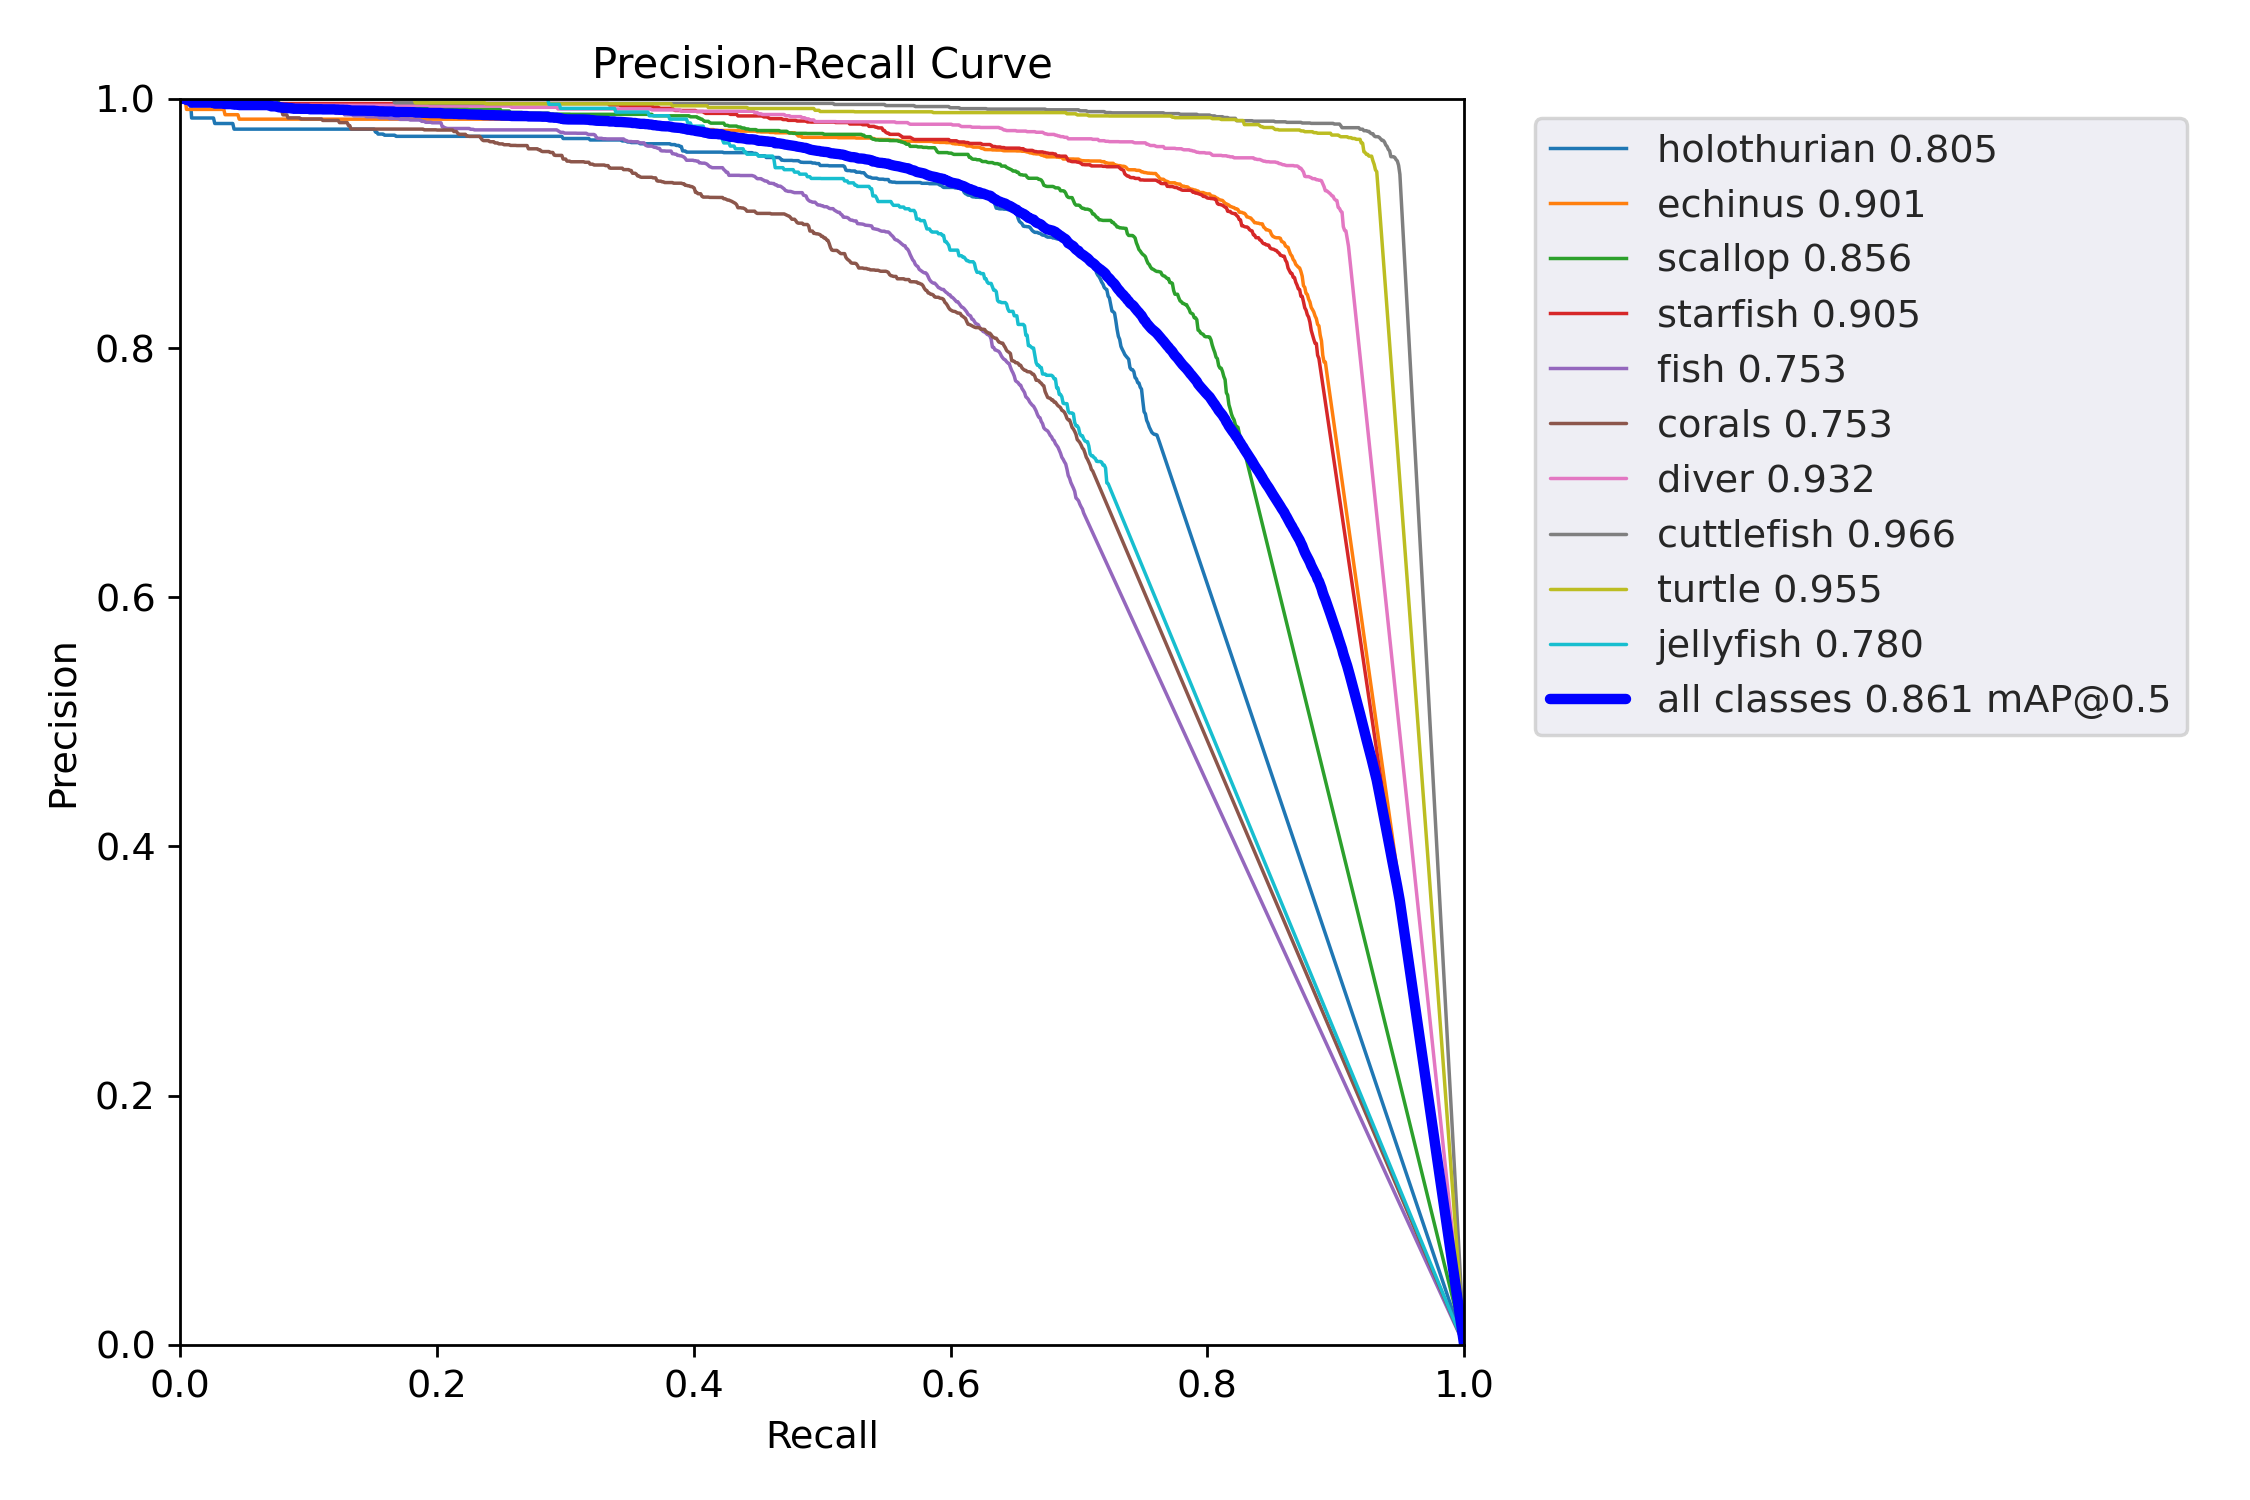 Precision-Recall Curve
1.0
0.8
0.6
0.4
0.2
0.0
Precision
0.0 0.2 0.4 0.6 0.8 1.0
Recall
holothurian 0.805
echinus 0.901
scallop 0.856
starfish 0.905
fish 0.753
corals 0.753
diver 0.932
cuttlefish 0.966
turtle 0.955
jellyfish 0.780
all classes 0.861 mAP@0.5